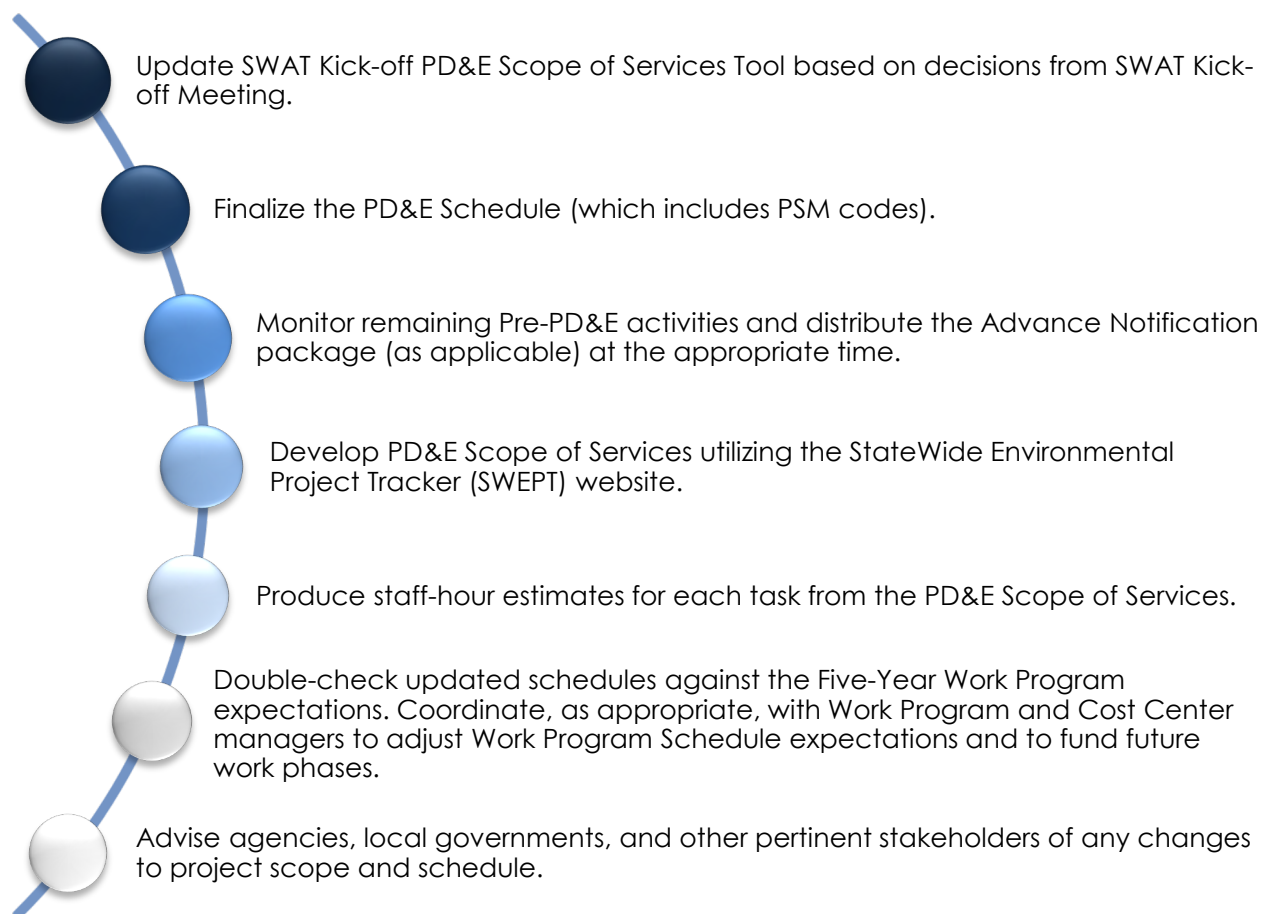 Update SWAT Kick-off PD&E Scope of Services Tool based on decisions from SWAT Kick-
off Meeting.
Finalize the PD&E Schedule (which includes PSM codes).
Monitor remaining Pre-PD&E activities and distribute the Advance Notification
package (as applicable) at the appropriate time.
Develop PD&E Scope of Services utilizing the StateWide Environmental
Project Tracker (SWEPT) website.
Produce staff-hour estimates for each task from the PD&E Scope of Services.
Double-check updated schedules against the Five-Year Work Program
expectations. Coordinate, as appropriate, with Work Program and Cost Center
managers to adjust Work Program Schedule expectations and to fund future
work phases.
Advise agencies, local governments, and other pertinent stakeholders of any changes
to project scope and schedule.